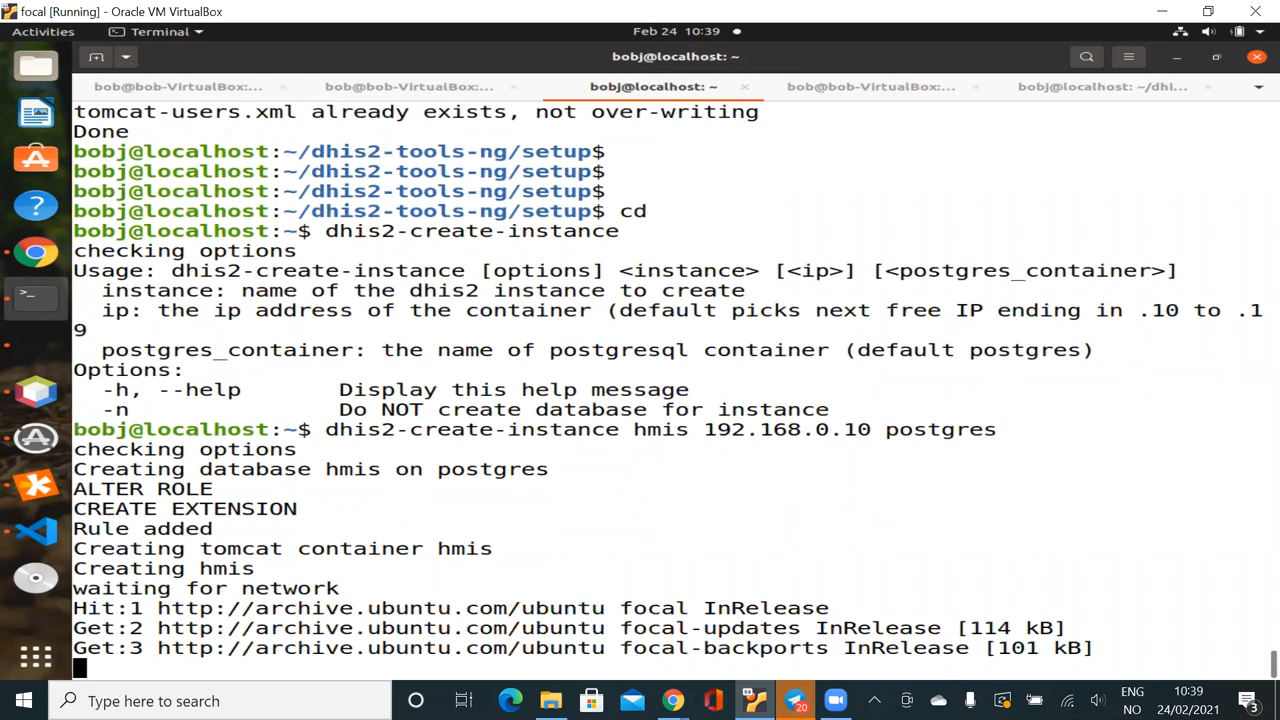 focal [Running] - Oracle VM VirtualBox
Activities Terminal Feb 24 10:39
bobj@localhost: ~
bob@bob-VirtualBox:... bob@bob-VirtualBox:... bobj@localhost: ~ bob@bob-VirtualBox:... bobj@localhost: ~/dhi...
tomcat-users.xml already exists, not over-writing
Done
bobj@localhost:~/dhis2-tools-ng/setup$
bobj@localhost:~/dhis2-tools-ng/setup$
bobj@localhost:~/dhis2-tools-ng/setup$
bobj@localhost:~/dhis2-tools-ng/setup$ cd
bobj@localhost:~$ dhis2-create-instance
checking options
Usage: dhis2-create-instance [options] <instance> [<ip>] [<postgres_container>]
  instance: name of the dhis2 instance to create
  ip: the ip address of the container (default picks next free IP ending in .10 to .1
9
  postgres_container: the name of postgresql container (default postgres)
Options:
  -h, --help       Display this help message
  -n               Do NOT create database for instance
bobj@localhost:~$ dhis2-create-instance hmis 192.168.0.10 postgres
checking options
Creating database hmis on postgres
ALTER ROLE
CREATE EXTENSION
Rule added
Creating tomcat container hmis
Creating hmis
waiting for network
Hit:1 http://archive.ubuntu.com/ubuntu focal InRelease
Get:2 http://archive.ubuntu.com/ubuntu focal-updates InRelease [114 kB]
Get:3 http://archive.ubuntu.com/ubuntu focal-backports InRelease [101 kB]
Type here to search
20
ENG
NO
10:39
24/02/2021
3